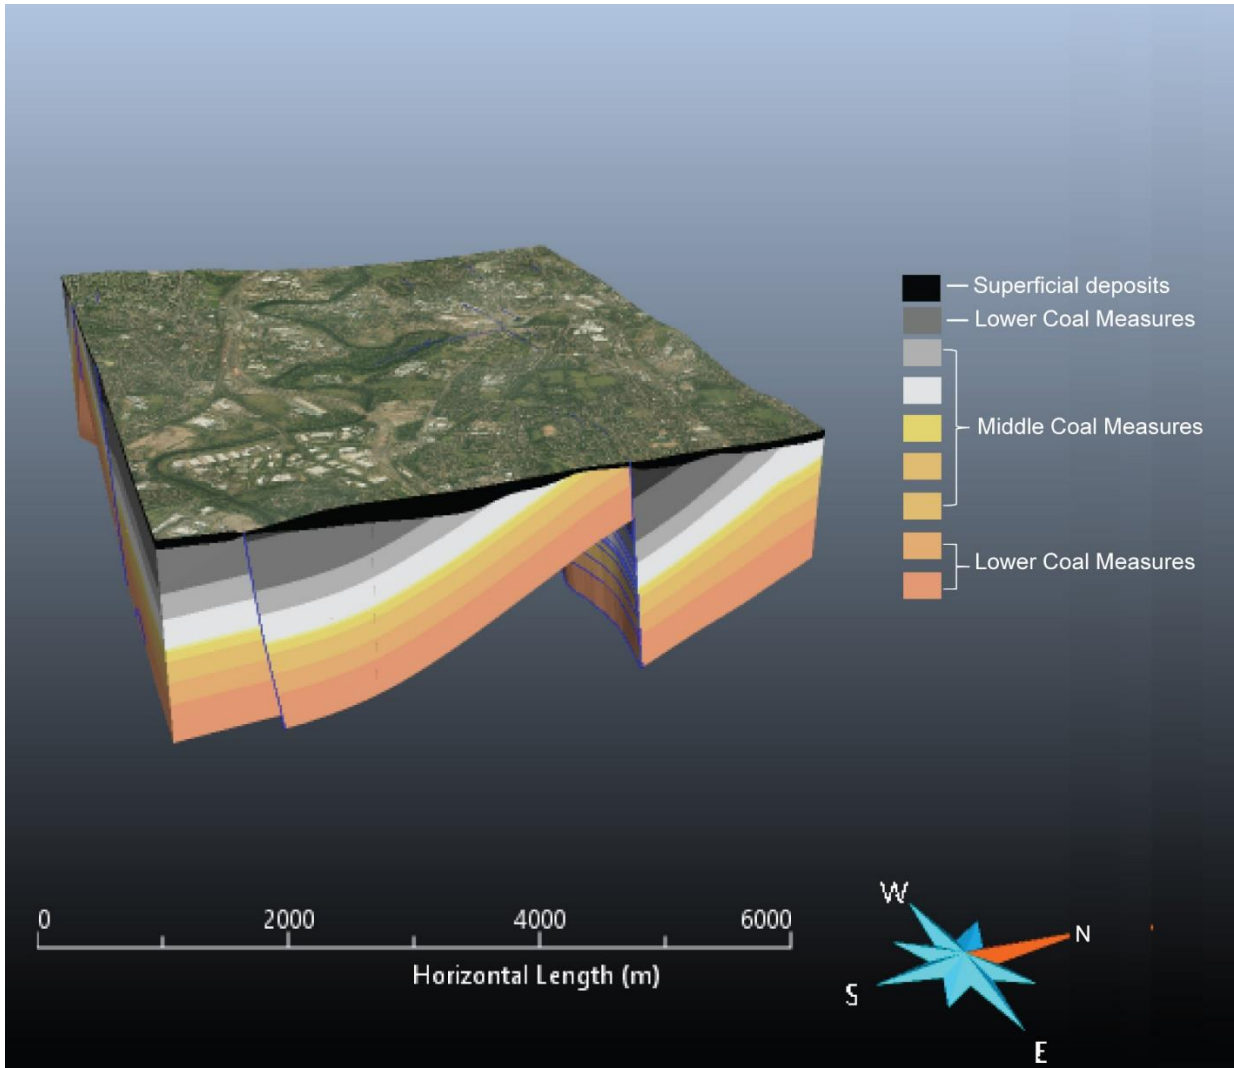 Superficial deposits
Lower Coal Measures
Middle Coal Measures
Lower Coal Measures
0 2000 4000 6000
Horizontal Length (m)
W
N
S
E